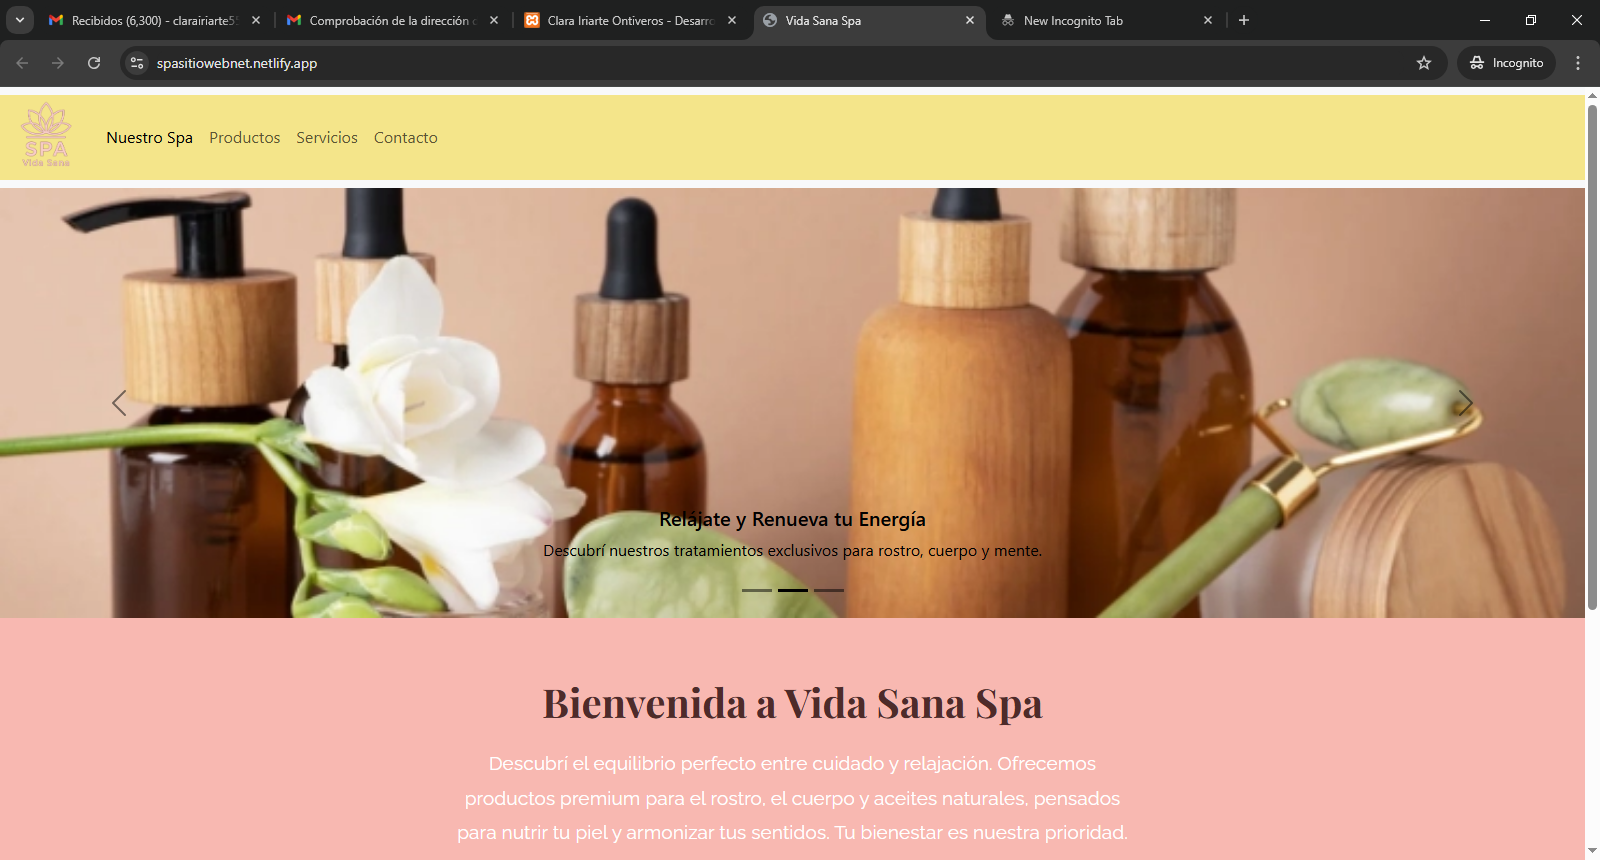 Recibidos (6,300) - clarairiarte55
Comprobación de la dirección
Clara Iriarte Ontiveros - Desarro
Vida Sana Spa
New Incognito Tab
spasitiowebnet.netlify.app
Incognito
SPA
Vida Sana
Nuestro Spa
Productos
Servicios
Contacto
Relájate y Renueva tu Energía
Descubrí nuestros tratamientos exclusivos para rostro, cuerpo y mente.
Bienvenida a Vida Sana Spa
Descubrí el equilibrio perfecto entre cuidado y relajación. Ofrecemos
productos premium para el rostro, el cuerpo y aceites naturales, pensados
para nutrir tu piel y armonizar tus sentidos. Tu bienestar es nuestra prioridad.